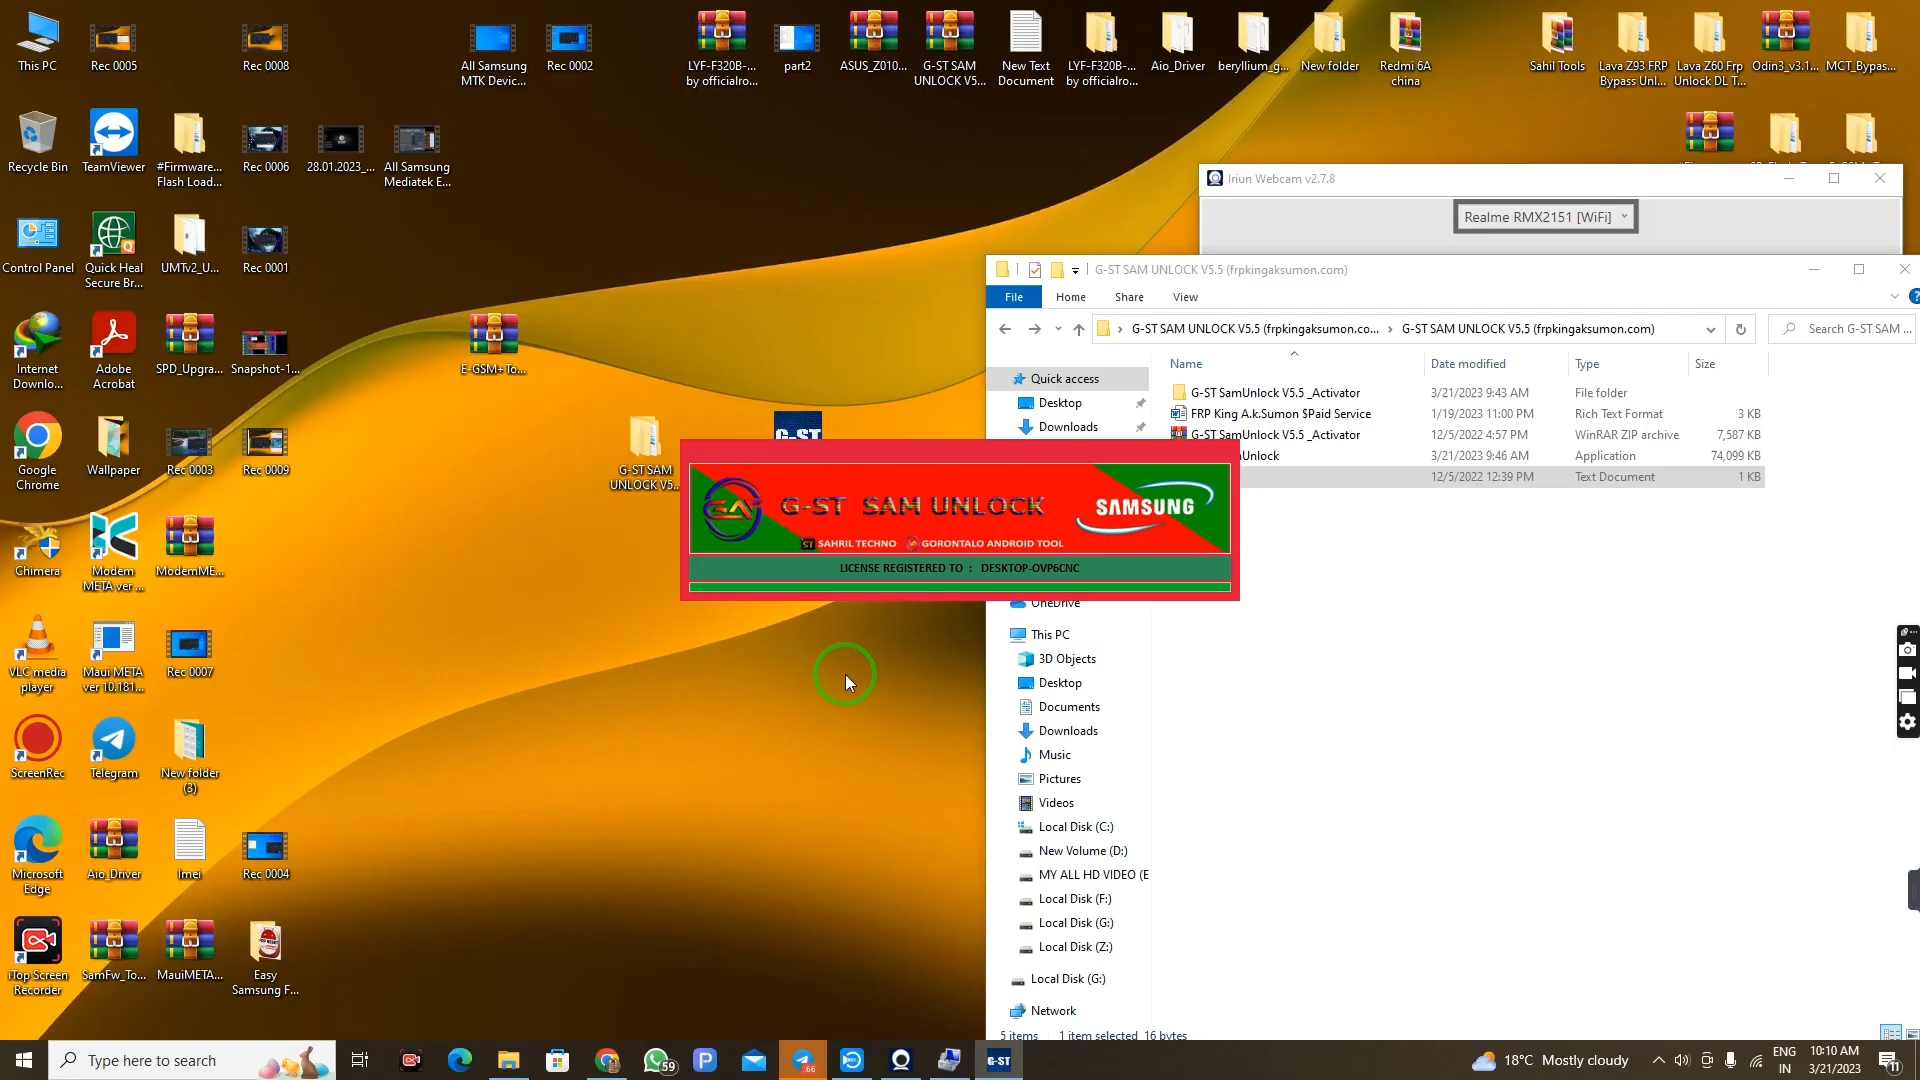 This PC
Rec 0005
Rec 0008
All Samsung
MTK Devic...
Rec 0002
LYF-F320B-...
by officialro...
part2
ASUS_Z010...
G-ST SAM
UNLOCK V5...
New Text
Document
LYF-F320B-...
by officialro...
Aio_Driver
beryllium_g...
New folder
Redmi 6A
china
Sahil Tools
Lava Z93 FRP
Bypass Unl...
Lava Z60 Frp
Unlock DL T...
Odin3_v3.1...
MCT_Bypas...
Recycle Bin
TeamViewer
#Firmware...
Flash Load...
Rec 0006
28.01.2023_...
All Samsung
Mediatek E...
Iriun Webcam v2.7.8
Realme RMX2151 [WiFi]
Control Panel
Quick Heal
Secure Br...
UMTv2_U...
Rec 0001
G-ST SAM UNLOCK V5.5 (frpkingaksumon.com)
File
Home
Share
View
G-ST SAM UNLOCK V5.5 (frpkingaksumon.co...
G-ST SAM UNLOCK V5.5 (frpkingaksumon.com)
Search G-ST SAM ...
Internet
Downlo...
Adobe
Acrobat
SPD_Upgra...
Snapshot-1...
E-GSM+To...
Name
Date modified
Type
Size
Quick access
Desktop
Downloads
G-ST SamUnlock V5.5 _Activator
3/21/2023 9:43 AM
File folder
FRP King A.k.Sumon $Paid Service
1/19/2023 11:00 PM
Rich Text Format
3 KB
G-ST SamUnlock V5.5 _Activator
12/5/2022 4:57 PM
WinRAR ZIP archive
7,587 KB
Unlock
3/21/2023 9:46 AM
Application
74,099 KB
12/5/2022 12:39 PM
Text Document
1 KB
Google
Chrome
Wallpaper
Rec 0003
Rec 0009
G-ST SAM
UNLOCK V5...
G-ST
G-ST SAM UNLOCK
SAMSUNG
ST SAHRIL TECHNO
GORONTALO ANDROID TOOL
LICENSE REGISTERED TO : DESKTOP-OVP6CNC
Chimera
Modem
META ver ...
ModemME...
OneDrive
This PC
3D Objects
Desktop
Documents
Downloads
Music
Pictures
Videos
Local Disk (C:)
New Volume (D:)
MY ALL HD VIDEO (E
Local Disk (F:)
Local Disk (G:)
Local Disk (Z:)
Local Disk (G:)
Network
5 items
1 item selected 16 bytes
VLC media
player
Maui META
ver 10.181...
Rec 0007
ScreenRec
Telegram
New folder
(3)
Microsoft
Edge
Aio_Driver
Imei
Rec 0004
iTop Screen
Recorder
SamFw_To...
MauiMETA...
Easy
Samsung F...
Type here to search
59
66
G-ST
18°C Mostly cloudy
ENG
IN
10:10 AM
3/21/2023
11